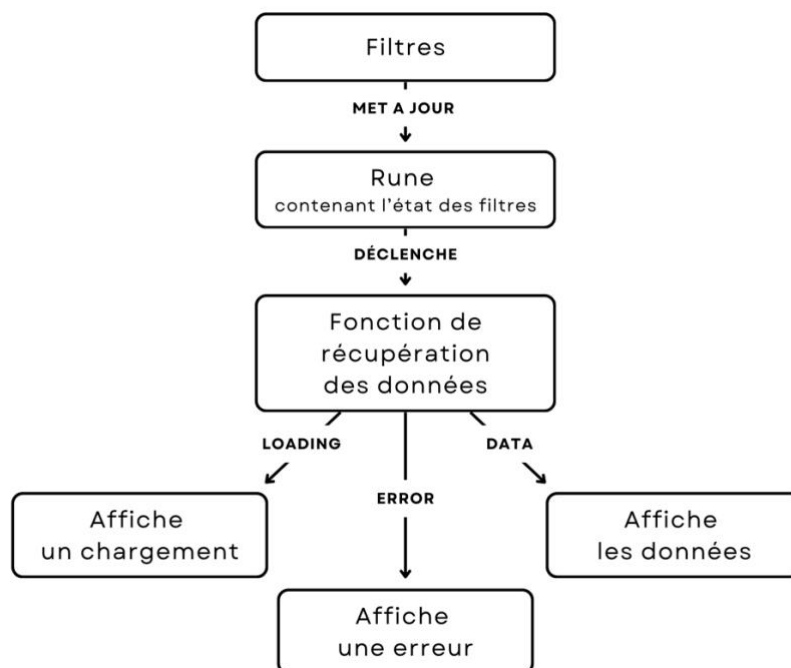 Filtres
MET A JOUR
Rune
contenant l'état des filtres
DÉCLENCHE
Fonction de
récupération
des données
LOADING
DATA
ERROR
Affiche
un chargement
Affiche
les données
Affiche
une erreur